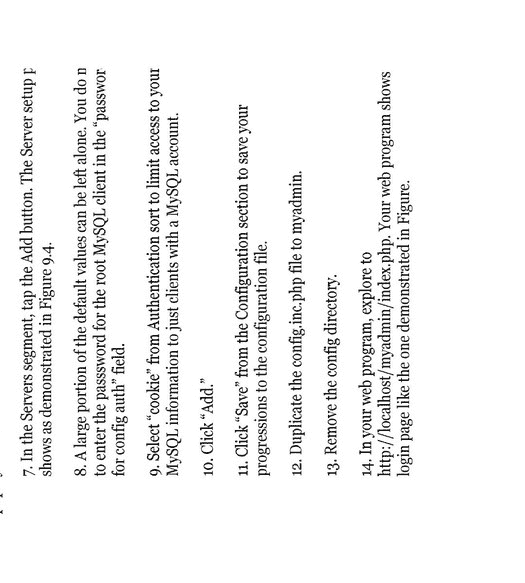 7. In the Servers segment, tap the Add button. The Server setup
shows as demonstrated in Figure 9.4.
8. A large portion of the default values can be left alone. You do
to enter the password for the root MySQL client in the “passwor
for config auth” field.
9. Select “cookie” from Authentication sort to limit access to your
MySQL information to just clients with a MySQL account.
10. Click “Add.”
11. Click “Save” from the Configuration section to save your
progressions to the configuration file.
12. Duplicate the config.inc.php file to myadmin.
13. Remove the config directory.
14. In your web program, explore to
http://localhost/myadmin/index.php. Your web program shows
login page like the one demonstrated in Figure.